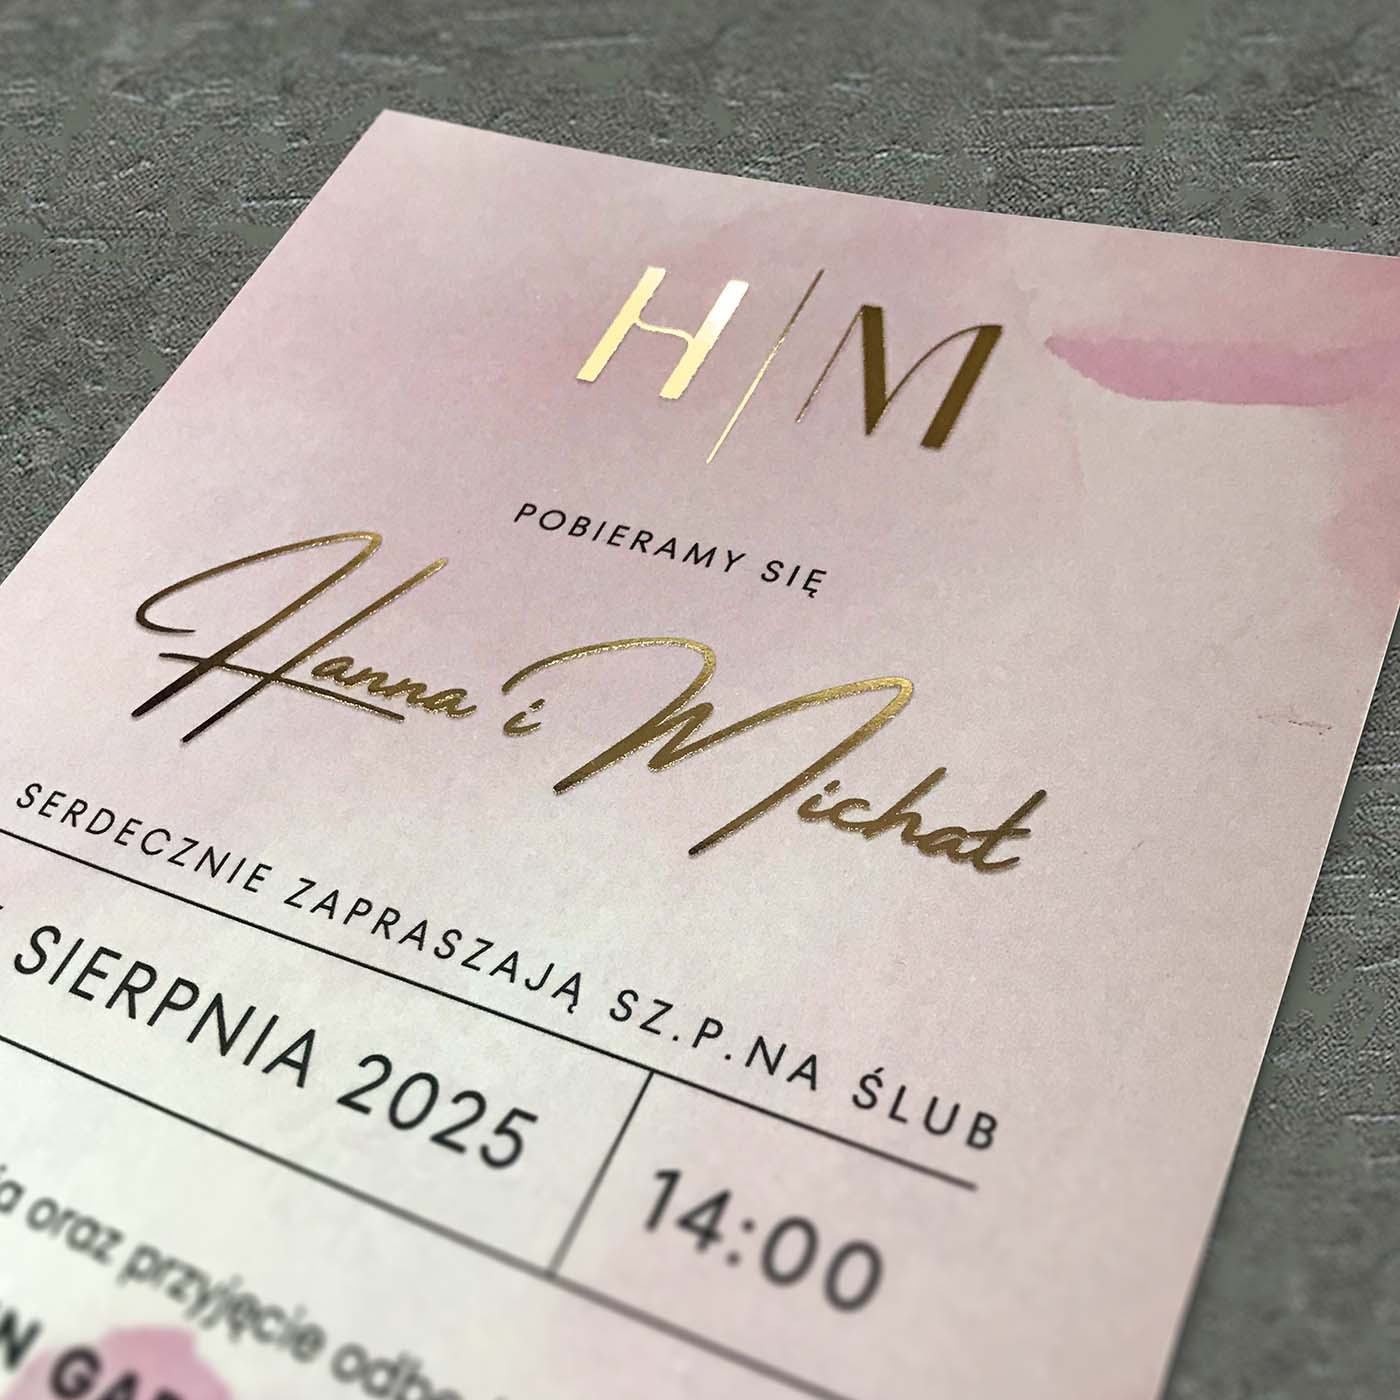 H|M
POBIERAMY SIĘ
Hanna i Michał
SERDECZNIE ZAPRASZAJĄ SZ.P.NA ŚLUB
SIERPNIA 2025 14:00
oraz przyjęcie